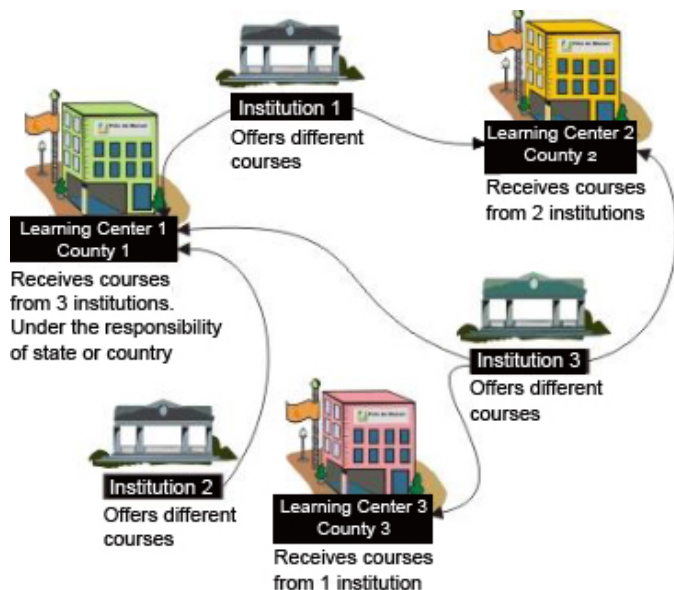 Institution 1
Offers different
courses
Learning Center 2
County 2
Receives courses
from 2 institutions
Learning Center 1
County 1
Receives courses
from 3 institutions.
Under the responsibility
of state or country
Institution 3
Offers different
courses
Institution 2
Offers different
courses
Learning Center 3
County 3
Receives courses
from 1 institution